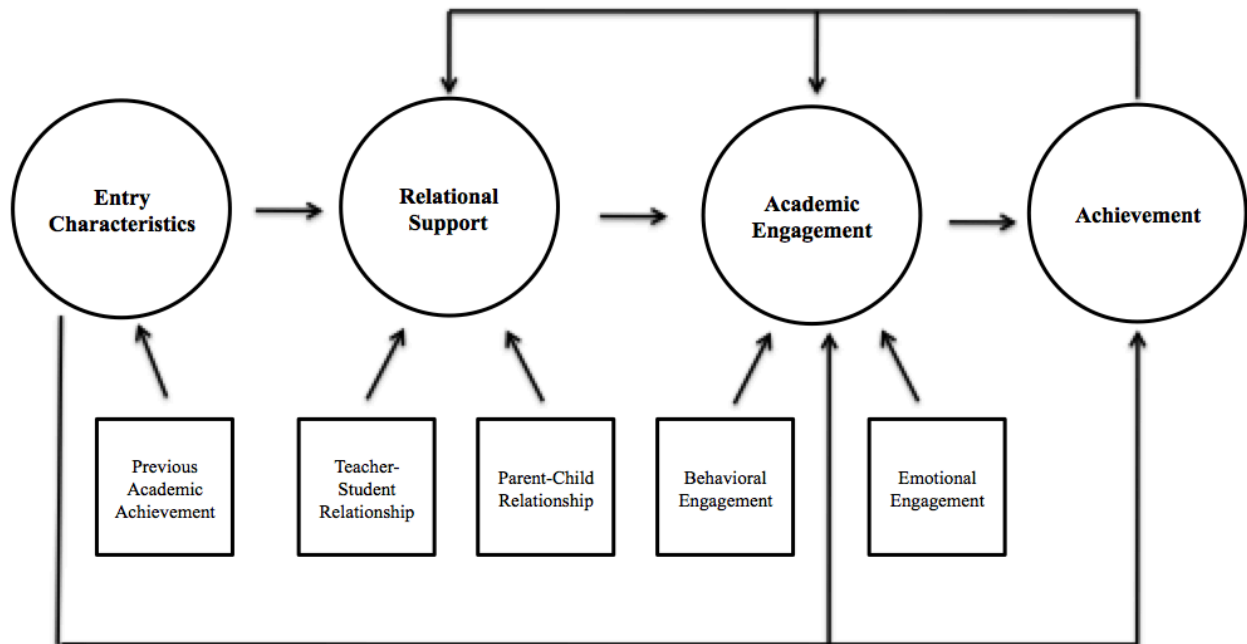 Entry
Characteristics
Relational
Support
Academic
Engagement
Achievement
Previous
Academic
Achievement
Teacher-
Student
Relationship
Parent-Child
Relationship
Behavioral
Engagement
Emotional
Engagement